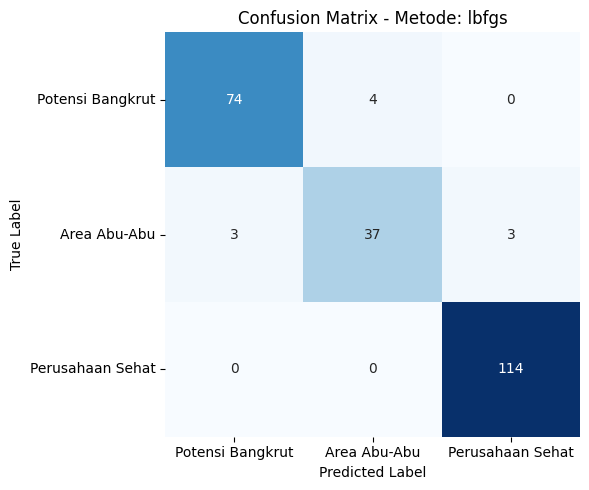 Confusion Matrix - Metode: lbfgs
True Label
Potensi Bangkrut 74 4 0
Area Abu-Abu 3 37 3
Perusahaan Sehat 0 0 114
Potensi Bangkrut Area Abu-Abu Perusahaan Sehat
Predicted Label